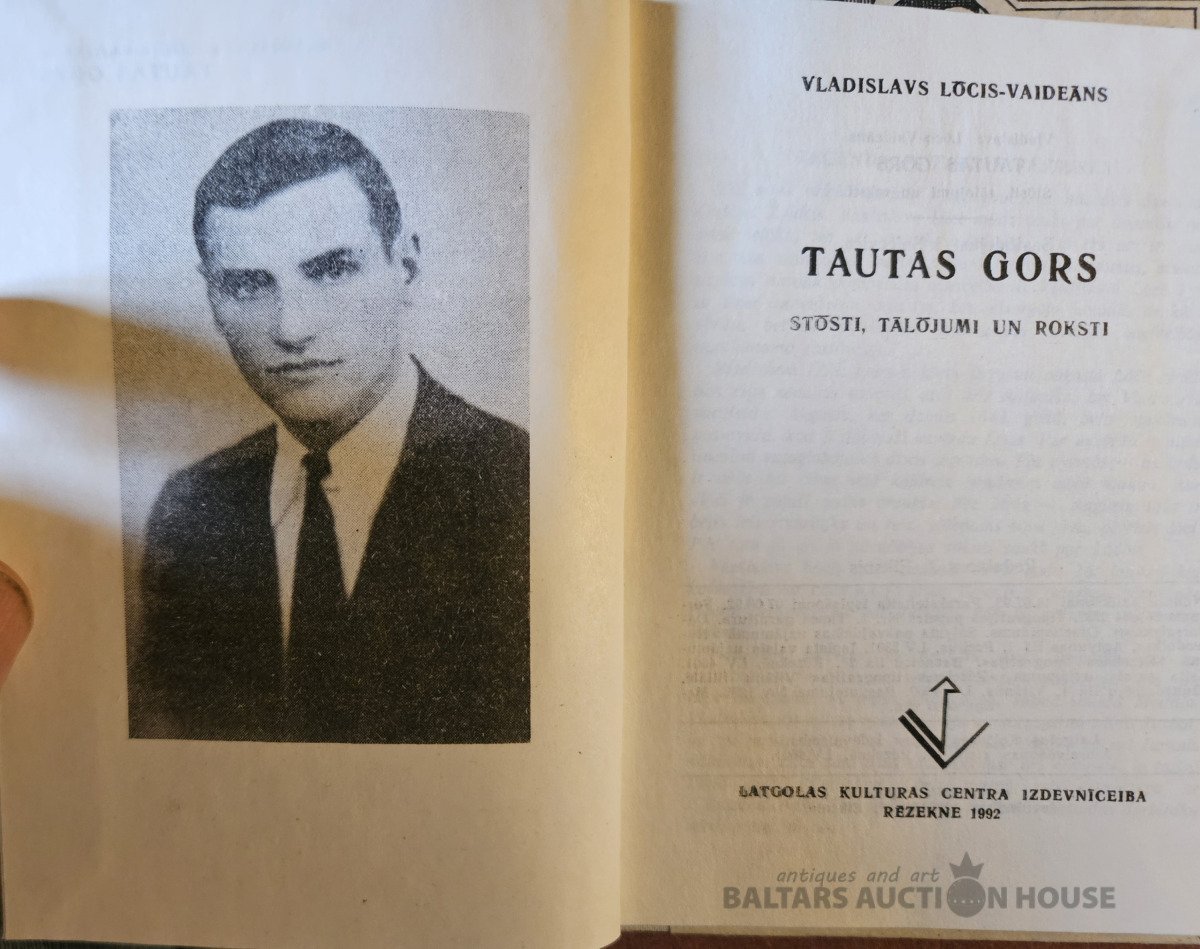 VLADISLAVS LŌCIS-VAIDEĀNS
TAUTAS GORS
STŌSTI, TĀLŌJUMI UN ROKSTI
LATGOLAS KULTURAS CENTRA IZDEVNĪCEIBA
RĒZEKNE 1992
antiques and art
BALTARS AUCTION HOUSE